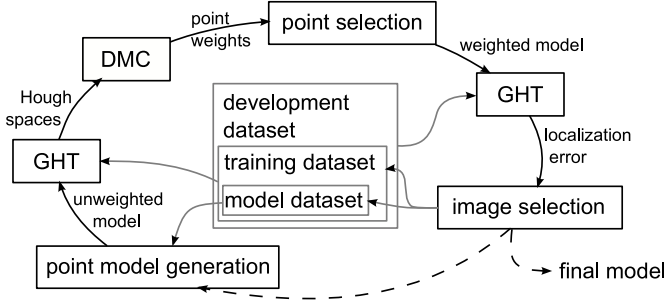 point
weights
point selection
weighted model
DMC
Hough
spaces
development
dataset
GHT
localization
error
GHT
training dataset
model dataset
unweighted
model
image selection
point model generation
final model